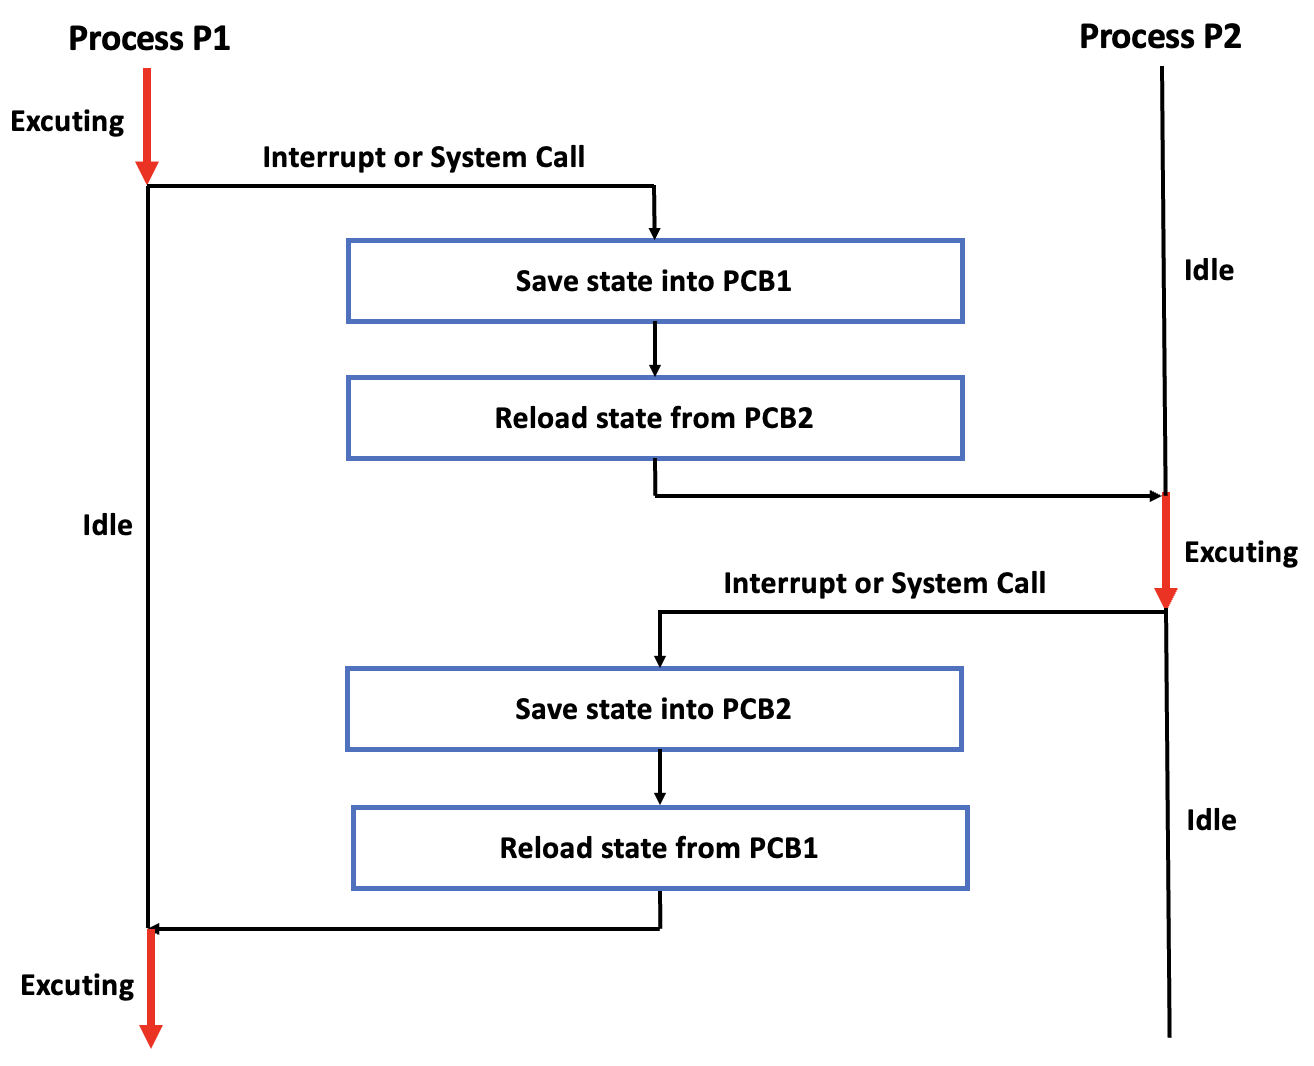 Process P1
Process P2
Excuting
Interrupt or System Call
Idle
Save state into PCB1
Reload state from PCB2
Idle
Excuting
Interrupt or System Call
Save state into PCB2
Idle
Reload state from PCB1
Excuting